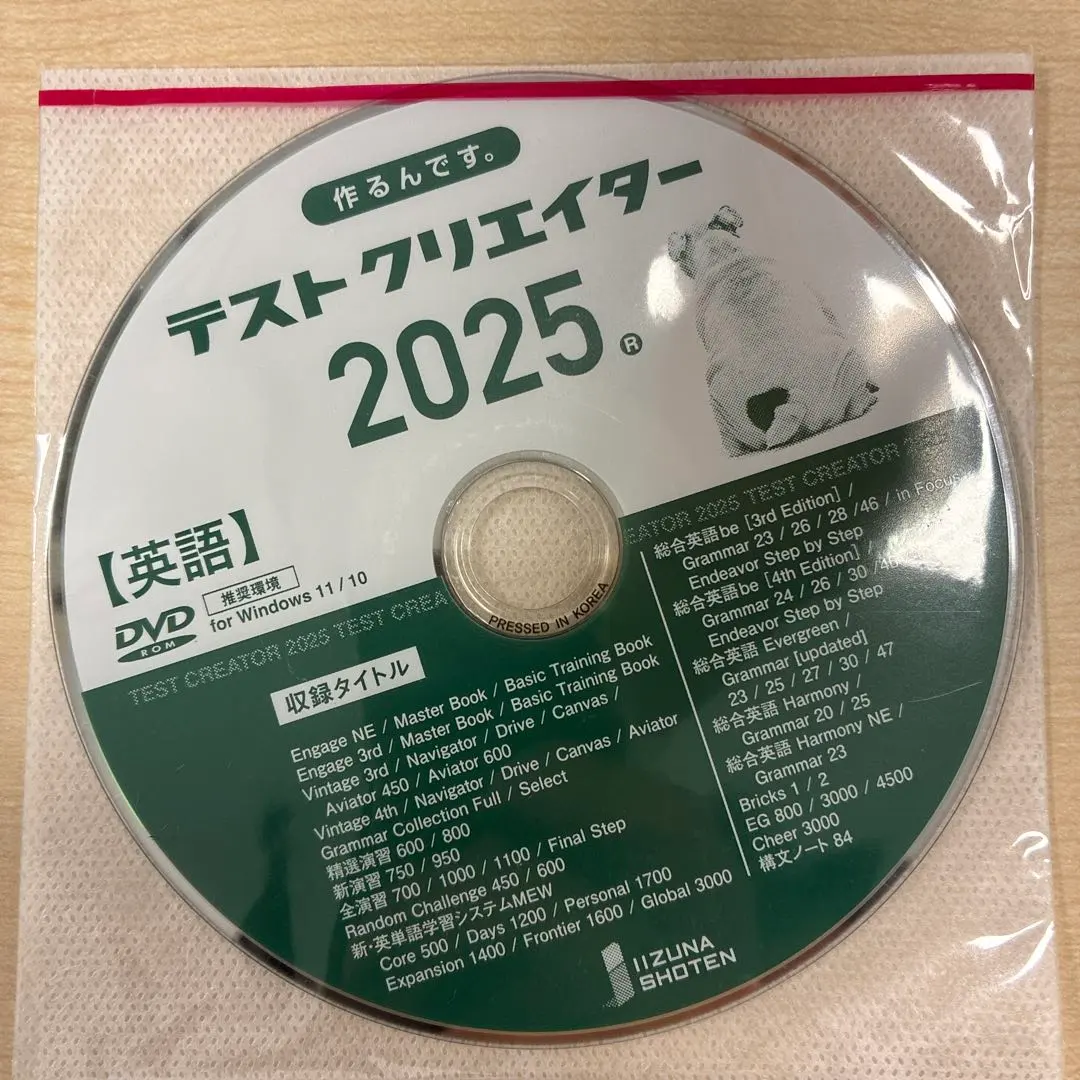 作るんです。
テストクリエイター
2025®
【英語】
DVD
ROM
推奨環境
for Windows 11 / 10
TEST CREATOR 2025 TEST CREA
EATOR 2025 TEST CREATOR
PRESSED IN KOREA
収録タイトル
Engage NE / Master Book / Basic Training Book
Engage 3rd / Master Book / Basic Training Book
Vintage 3rd / Navigator / Drive / Canvas /
Aviator 450 / Aviator 600
Vintage 4th / Navigator / Drive / Canvas / Aviator
Grammar Collection Full / Select
精選演習 600 / 800
新演習 750 / 950
全演習 700 / 1000 / 1100 / Final Step
Random Challenge 450 / 600
新・英単語学習システムMEW
Core 500 / Days 1200 / Personal 1700
Expansion 1400 / Frontier 1600 / Global 3000
総合英語be [3rd Edition] /
Grammar 23 / 26 / 28 /46 / in Focus
Endeavor Step by Step
総合英語be [4th Edition] /
Grammar 24 / 26 / 30 /
Endeavor Step by Step
総合英語 Evergreen /
Grammar [updated]
23 / 25 / 27 / 30 / 47
総合英語 Harmony /
Grammar 20 / 25
総合英語 Harmony NE /
Grammar 23
Bricks 1 / 2
EG 800 / 3000 / 4500
Cheer 3000
構文ノート 84
IIZUNA
SHOTEN